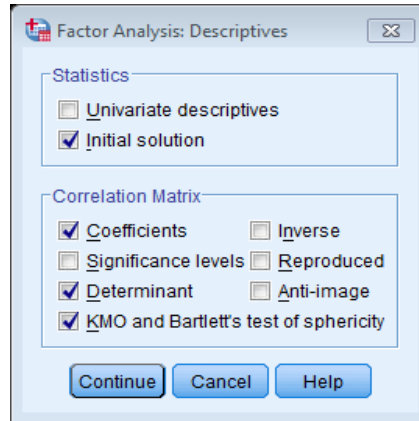 Factor Analysis: Descriptives
Statistics
Univariate descriptives
Initial solution
Correlation Matrix
Coefficients Inverse
Significance levels Reproduced
Determinant Anti-image
KMO and Bartlett's test of sphericity
Continue Cancel Help